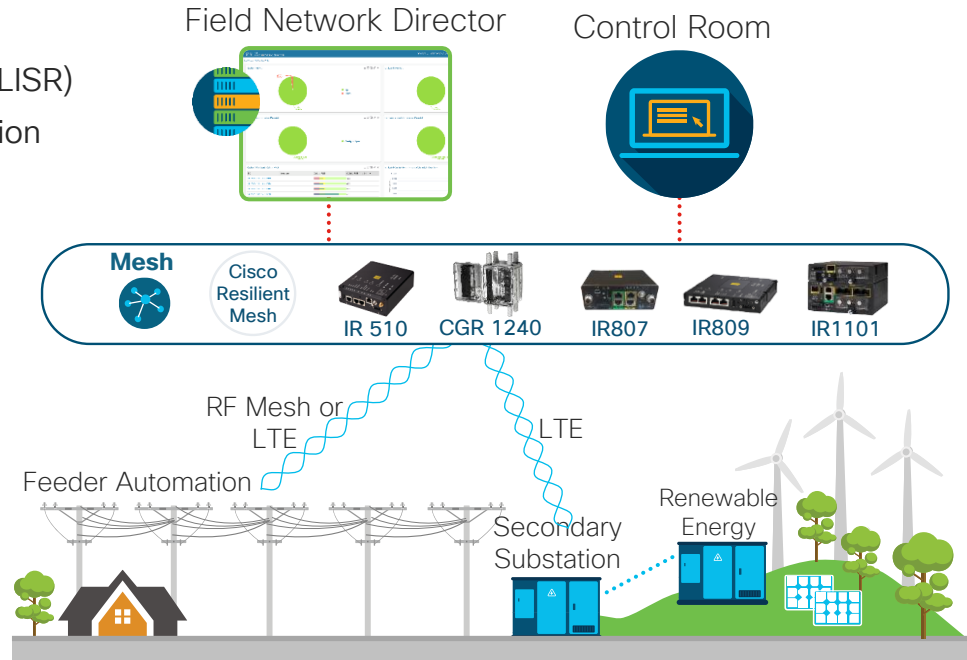 Field Network Director
Control Room
LISR)
ion
Mesh
Cisco
Resilient
Mesh
IR 510
CGR 1240
IR807
IR809
IR1101
RF Mesh or
LTE
LTE
Feeder Automation
Secondary
Substation
Renewable
Energy